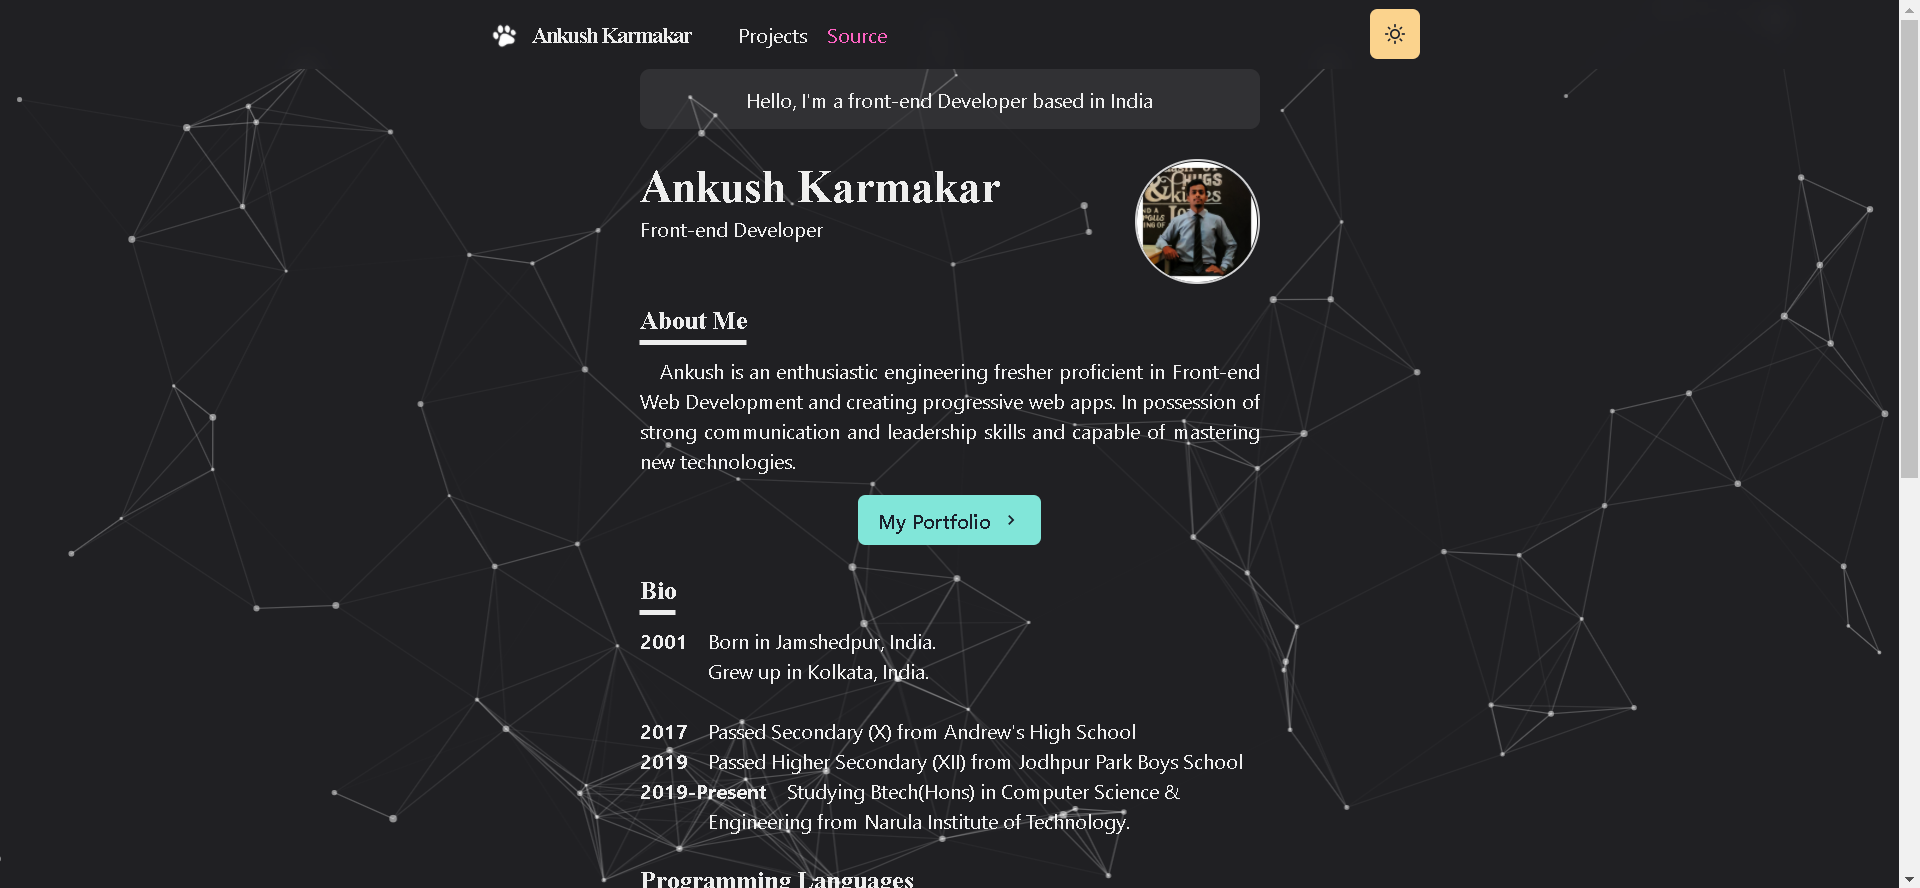 Ankush Karmakar Projects Source
Hello, I'm a front-end Developer based in India
Ankush Karmakar
Front-end Developer
About Me
Ankush is an enthusiastic engineering fresher proficient in Front-end
Web Development and creating progressive web apps. In possession of
strong communication and leadership skills and capable of mastering
new technologies.
My Portfolio
Bio
2001 Born in Jamshedpur, India.
Grew up in Kolkata, India.
2017 Passed Secondary (X) from Andrew's High School
2019 Passed Higher Secondary (XII) from Jodhpur Park Boys School
2019-Present Studying Btech(Hons) in Computer Science &
Engineering from Narula Institute of Technology.
Programming Languages